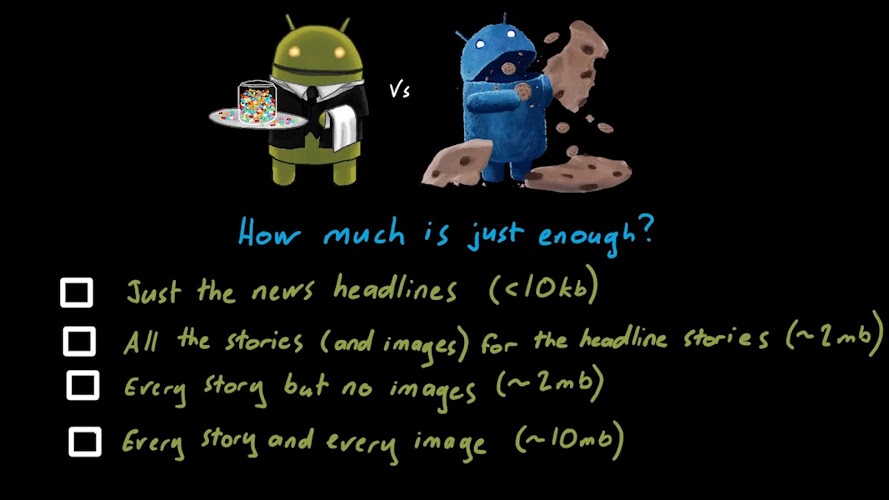 Vs
How much is just enough?
Just the news headlines (<10kb)
All the stories (and images) for the headline stories (~2mb)
Every story but no images (~2mb)
Every story and every image (~10mb)